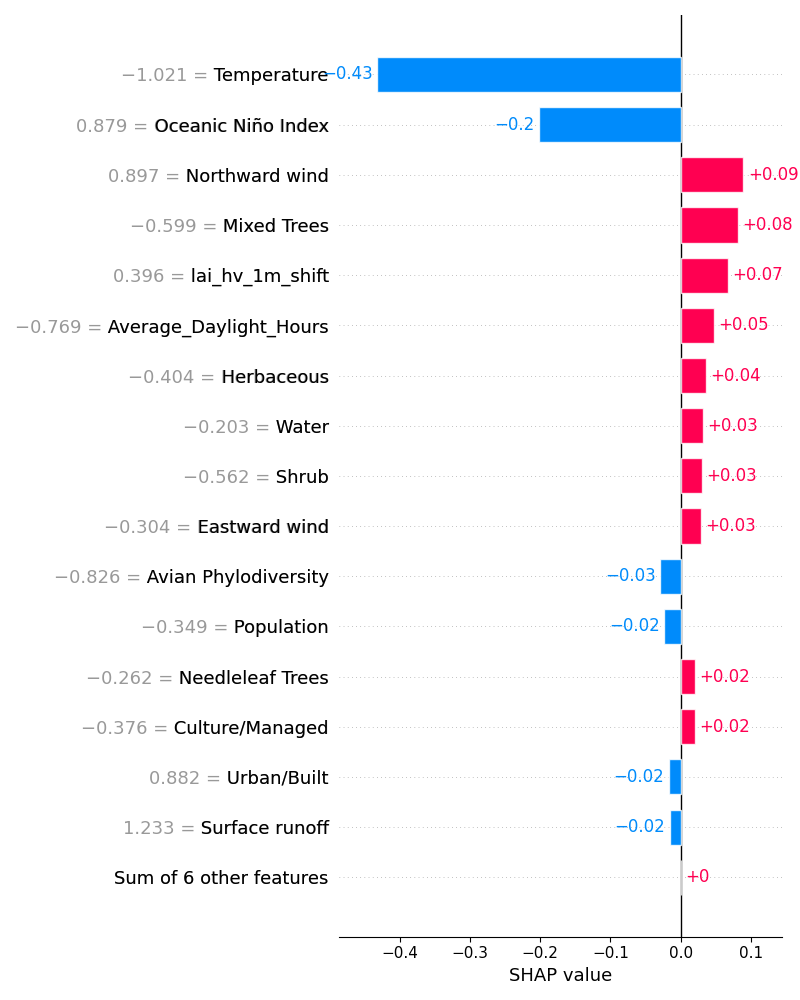 −1.021 = Temperature −0.43
0.879 = Oceanic Niño Index −0.2
0.897 = Northward wind +0.09
−0.599 = Mixed Trees +0.08
0.396 = lai_hv_1m_shift +0.07
−0.769 = Average_Daylight_Hours +0.05
−0.404 = Herbaceous +0.04
−0.203 = Water +0.03
−0.562 = Shrub +0.03
−0.304 = Eastward wind +0.03
−0.826 = Avian Phylodiversity −0.03
−0.349 = Population −0.02
−0.262 = Needleleaf Trees +0.02
−0.376 = Culture/Managed +0.02
0.882 = Urban/Built −0.02
1.233 = Surface runoff −0.02
Sum of 6 other features +0
−0.4 −0.3 −0.2 −0.1 0.0 0.1
SHAP value